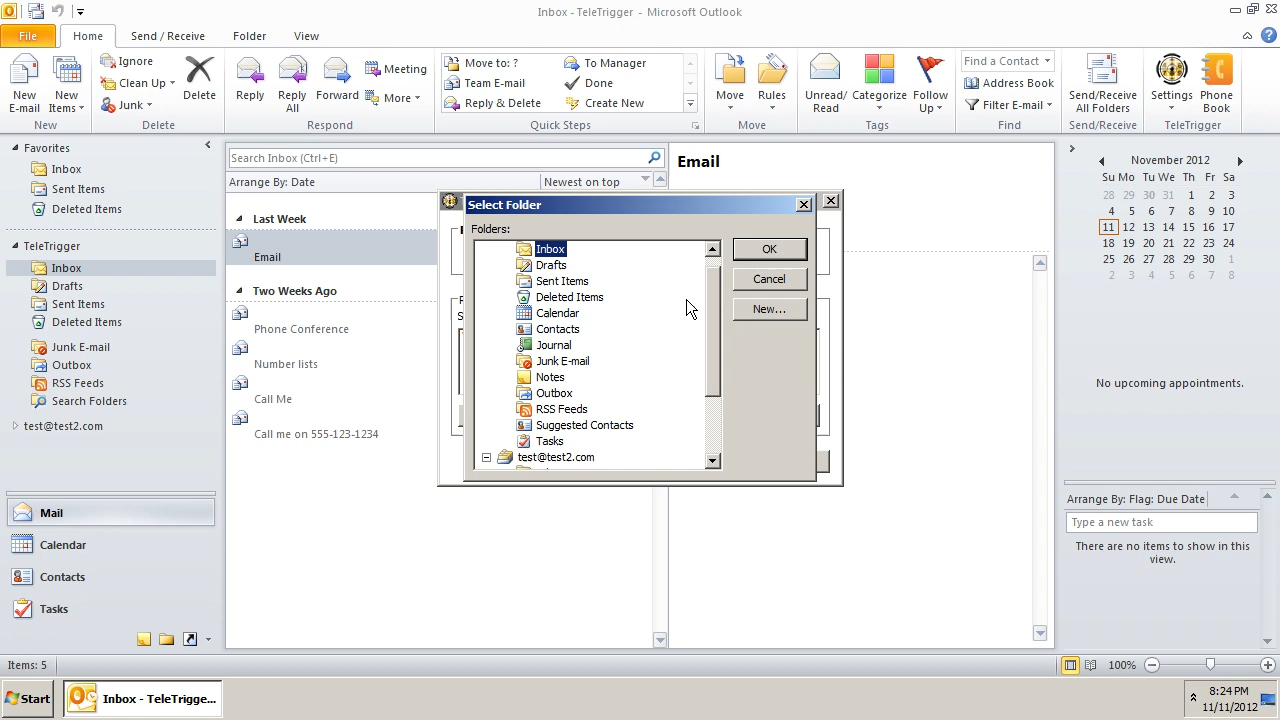 Inbox - TeleTrigger - Microsoft Outlook
File Home Send / Receive Folder View
New E-mail
New Items
New
Ignore
Clean Up
Junk
Delete
Delete
Reply
Reply All
Forward
Meeting
More
Respond
Move to: ?
Team E-mail
Reply & Delete
To Manager
Done
Create New
Quick Steps
Move
Rules
Move
Unread/ Read
Categorize
Follow Up
Tags
Find a Contact
Address Book
Filter E-mail
Find
Send/Receive All Folders
Send/Receive
Settings
Phone Book
TeleTrigger
Favorites
Inbox
Sent Items
Deleted Items
TeleTrigger
Inbox
Drafts
Sent Items
Deleted Items
Junk E-mail
Outbox
RSS Feeds
Search Folders
test@test2.com
Mail
Calendar
Contacts
Tasks
Search Inbox (Ctrl+E)
Arrange By: Date Newest on top
Last Week
Email
Two Weeks Ago
Phone Conference
Number lists
Call Me
Call me on 555-123-1234
Email
Select Folder
Folders:
Inbox
Drafts
Sent Items
Deleted Items
Calendar
Contacts
Journal
Junk E-mail
Notes
Outbox
RSS Feeds
Suggested Contacts
Tasks
test@test2.com
OK
Cancel
New...
November 2012
Su Mo Tu We Th Fr Sa
28 29 30 31 1 2 3
4 5 6 7 8 9 10
11 12 13 14 15 16 17
18 19 20 21 22 23 24
25 26 27 28 29 30 1
2 3 4 5 6 7 8
No upcoming appointments.
Arrange By: Flag: Due Date
Type a new task
There are no items to show in this view.
Items: 5
100%
Start
Inbox - TeleTrigge...
8:24 PM
11/11/2012